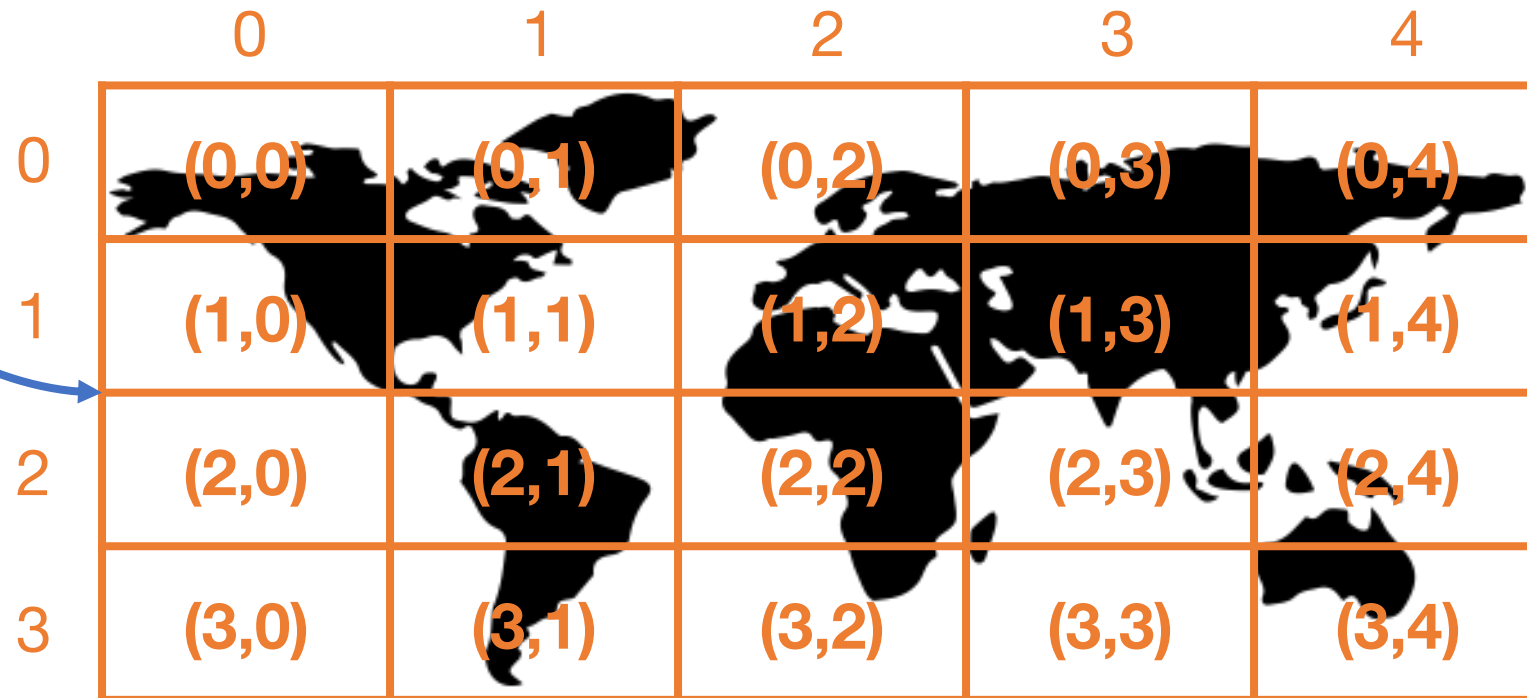 0 1 2 3 4
0 (0,0) (0,1) (0,2) (0,3) (0,4)
1 (1,0) (1,1) (1,2) (1,3) (1,4)
2 (2,0) (2,1) (2,2) (2,3) (2,4)
3 (3,0) (3,1) (3,2) (3,3) (3,4)